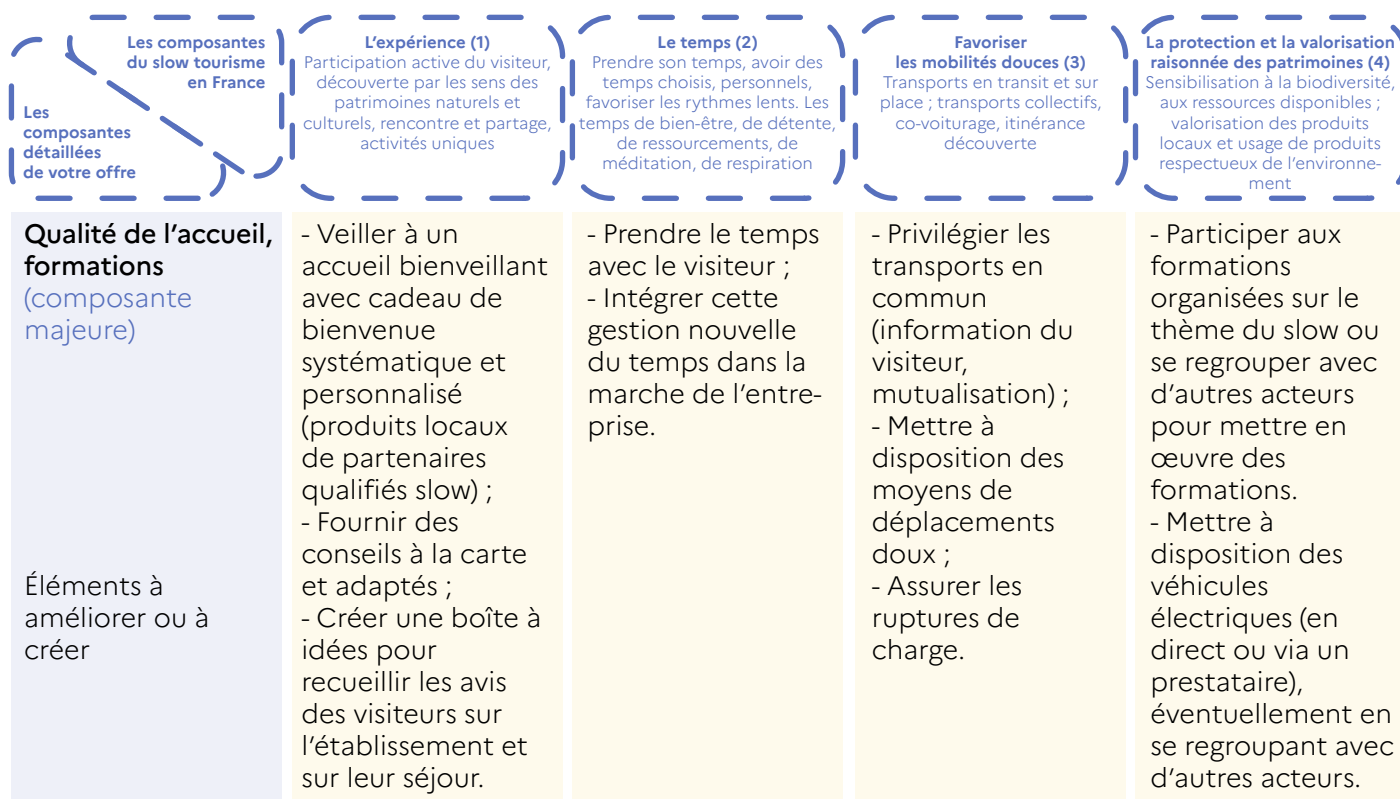 Les composantes
du slow tourisme
en France
Les
composantes
détaillées
de votre offre
L'expérience (1)
Participation active du visiteur,
découverte par les sens des
patrimoines naturels et
culturels, rencontre et partage,
activités uniques
Le temps (2)
Prendre son temps, avoir des
temps choisis, personnels,
favoriser les rythmes lents. Les
temps de bien-être, de détente,
de ressourcements, de
méditation, de respiration
Favoriser
les mobilités douces (3)
Transports en transit et sur
place ; transports collectifs,
co-voiturage, itinérance
découverte
La protection et la valorisation
raisonnée des patrimoines (4)
Sensibilisation à la biodiversité,
aux ressources disponibles ;
valorisation des produits
locaux et usage de produits
respectueux de l'environne-
ment
Qualité de l'accueil,
formations
(composante
majeure)
Éléments à
améliorer ou à
créer
- Veiller à un
accueil bienveillant
avec cadeau de
bienvenue
systématique et
personnalisé
(produits locaux
de partenaires
qualifiés slow) ;
- Fournir des
conseils à la carte
et adaptés ;
- Créer une boîte à
idées pour
recueillir les avis
des visiteurs sur
l'établissement et
sur leur séjour.
- Prendre le temps
avec le visiteur ;
- Intégrer cette
gestion nouvelle
du temps dans la
marche de l'entre-
prise.
- Privilégier les
transports en
commun
(information du
visiteur,
mutualisation) ;
- Mettre à
disposition des
moyens de
déplacements
doux ;
- Assurer les
ruptures de
charge.
- Participer aux
formations
organisées sur le
thème du slow ou
se regrouper avec
d'autres acteurs
pour mettre en
œuvre des
formations.
- Mettre à
disposition des
véhicules
électriques (en
direct ou via un
prestataire),
éventuellement en
se regroupant avec
d'autres acteurs.